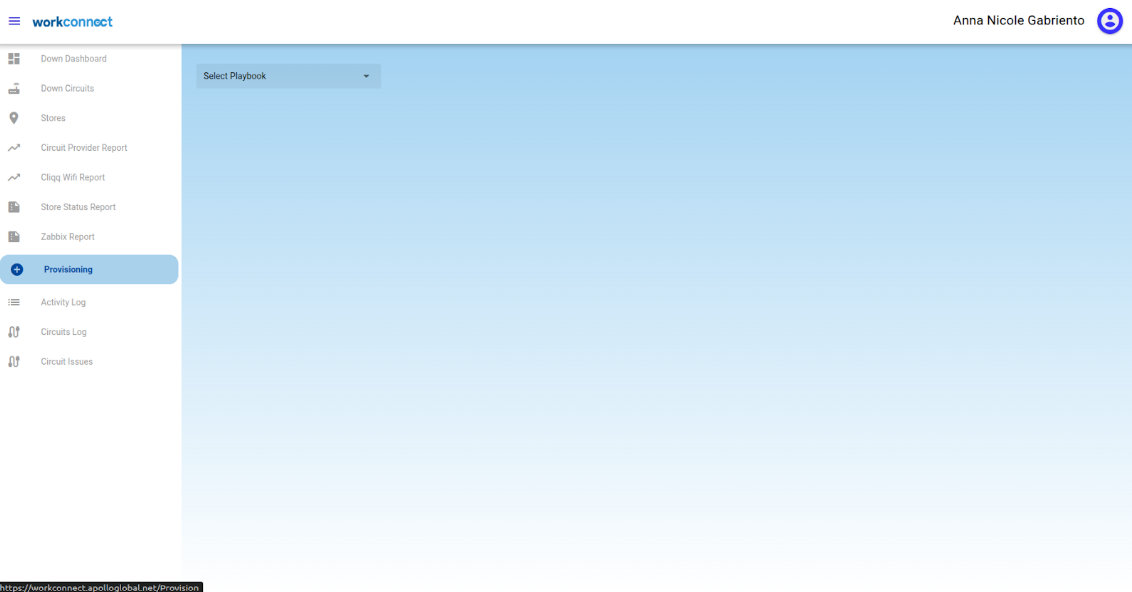 workconnect
Anna Nicole Gabriento
Down Dashboard
Down Circuits
Stores
Circuit Provider Report
Cliqq Wifi Report
Store Status Report
Zabbix Report
Provisioning
Activity Log
Circuits Log
Circuit Issues
Select Playbook
https://workconnect.apolloglobal.net/Provision